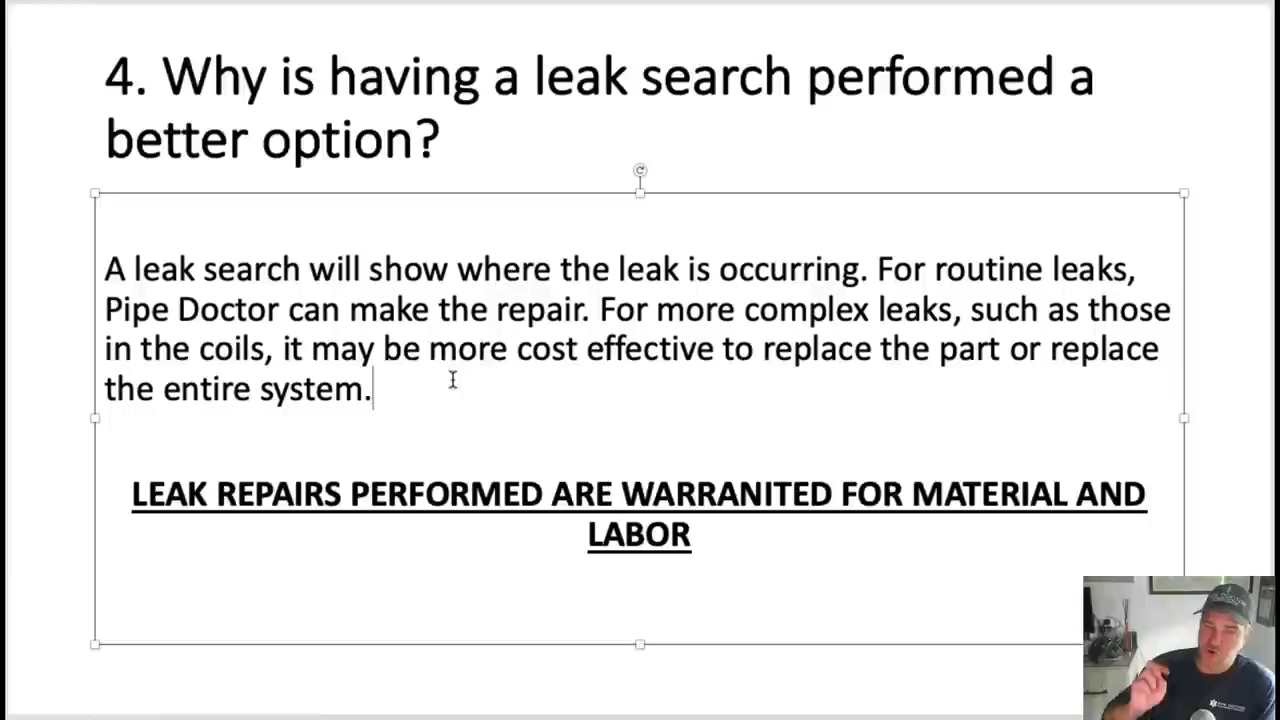 4. Why is having a leak search performed a
better option?
A leak search will show where the leak is occurring. For routine leaks,
Pipe Doctor can make the repair. For more complex leaks, such as those
in the coils, it may be more cost effective to replace the part or replace
the entire system.
LEAK REPAIRS PERFORMED ARE WARRANITED FOR MATERIAL AND
LABOR